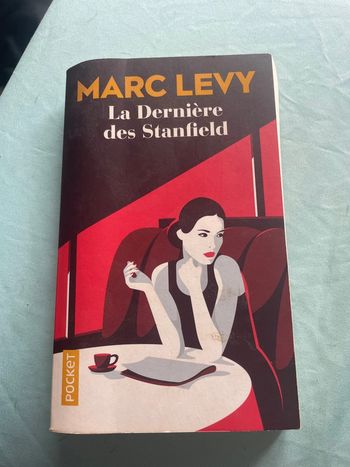 MARC LEVY
La Dernière
des Stanfield
POCKET